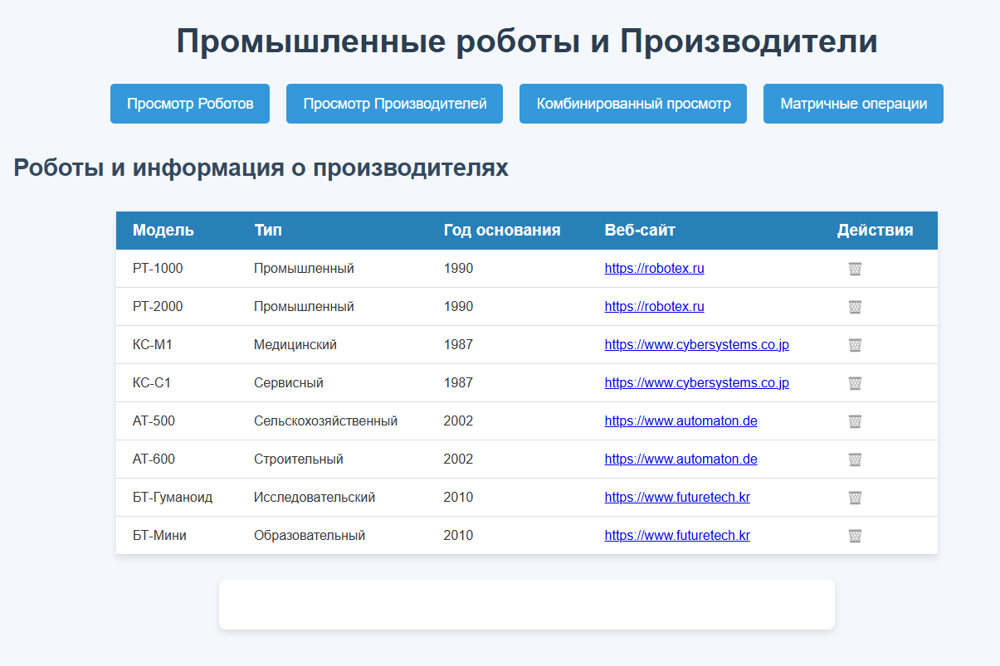 Промышленные роботы и Производители
Просмотр Роботов Просмотр Производителей Комбинированный просмотр Матричные операции
Роботы и информация о производителях
Модель Тип Год основания Веб-сайт Действия
РТ-1000 Промышленный 1990 https://robotex.ru
РТ-2000 Промышленный 1990 https://robotex.ru
КС-М1 Медицинский 1987 https://www.cybersystems.co.jp
КС-С1 Сервисный 1987 https://www.cybersystems.co.jp
АТ-500 Сельскохозяйственный 2002 https://www.automaton.de
АТ-600 Строительный 2002 https://www.automaton.de
БТ-Гуманоид Исследовательский 2010 https://www.futuretech.kr
БТ-Мини Образовательный 2010 https://www.futuretech.kr